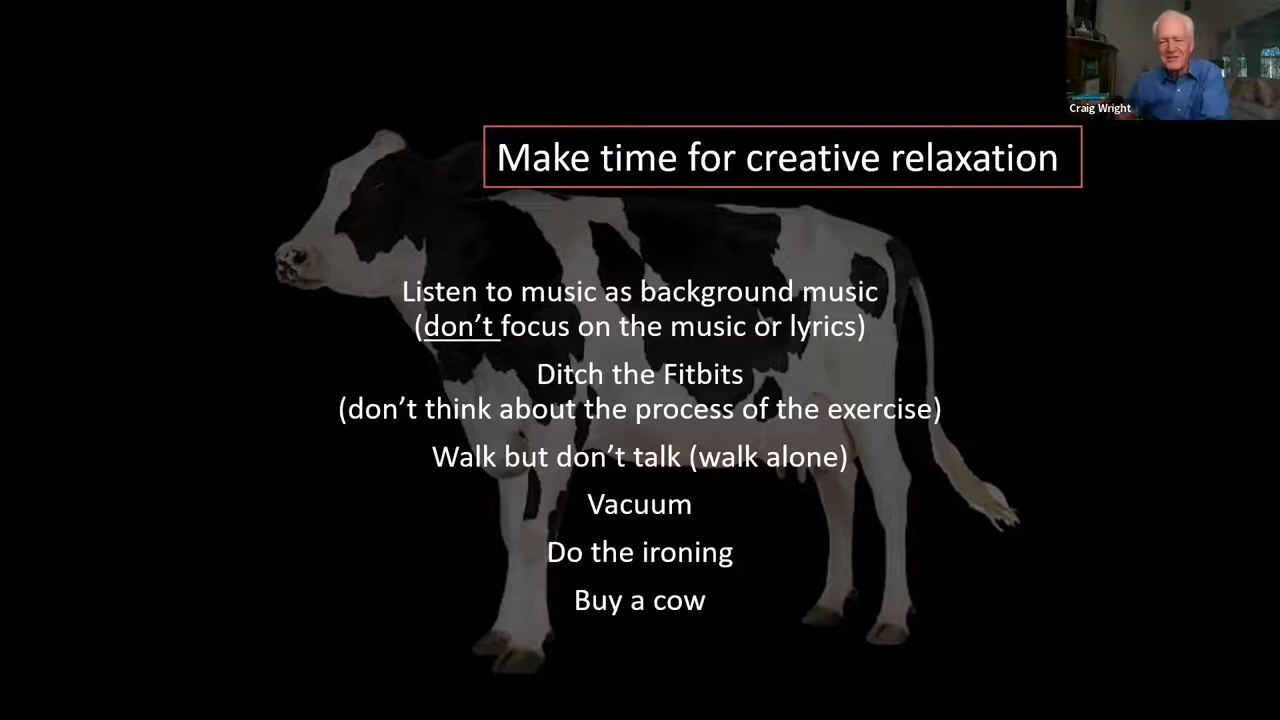 Craig Wright
Make time for creative relaxation
Listen to music as background music
(don't focus on the music or lyrics)
Ditch the Fitbits
(don't think about the process of the exercise)
Walk but don't talk (walk alone)
Vacuum
Do the ironing
Buy a cow